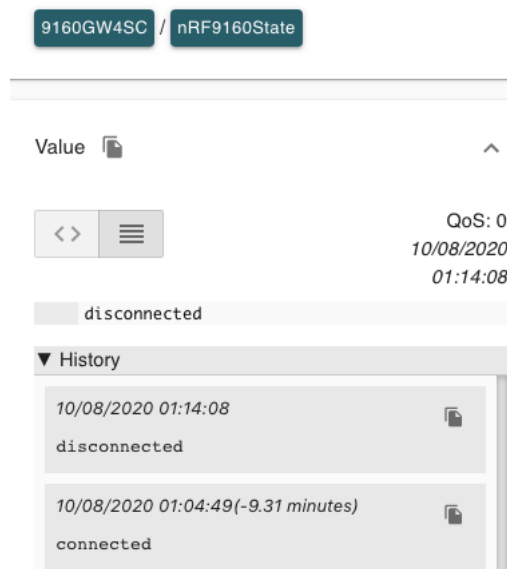 9160GW4SC / nRF9160State
Value
<>
QoS: 0
10/08/2020
01:14:08
disconnected
▼ History
10/08/2020 01:14:08
disconnected
10/08/2020 01:04:49(-9.31 minutes)
connected